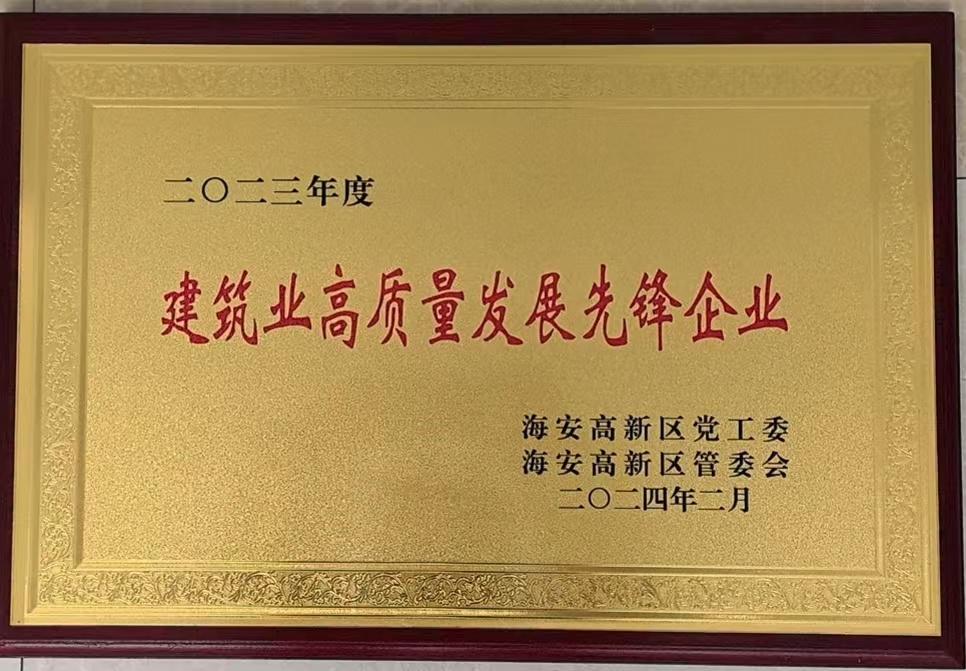 二〇二三年度
建筑业高质量发展先锋企业
海安高新区党工委
海安高新区管委会
二〇二四年二月